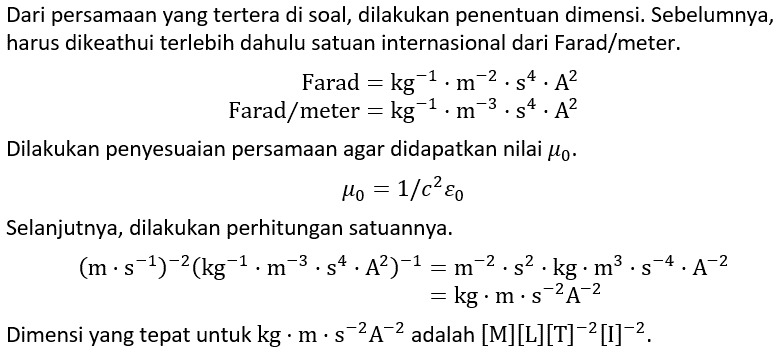 Dari persamaan yang tertera di soal, dilakukan penentuan dimensi. Sebelumnya,
harus dikeathui terlebih dahulu satuan internasional dari Farad/meter.
Farad = kg⁻¹ · m⁻² · s⁴ · A²
Farad/meter = kg⁻¹ · m⁻³ · s⁴ · A²
Dilakukan penyesuaian persamaan agar didapatkan nilai μ₀.
μ₀ = 1/c²ε₀
Selanjutnya, dilakukan perhitungan satuannya.
(m · s⁻¹)⁻²(kg⁻¹ · m⁻³ · s⁴ · A²)⁻¹ = m⁻² · s² · kg · m³ · s⁻⁴ · A⁻²
= kg · m · s⁻²A⁻²
Dimensi yang tepat untuk kg · m · s⁻²A⁻² adalah [M][L][T]⁻²[I]⁻².